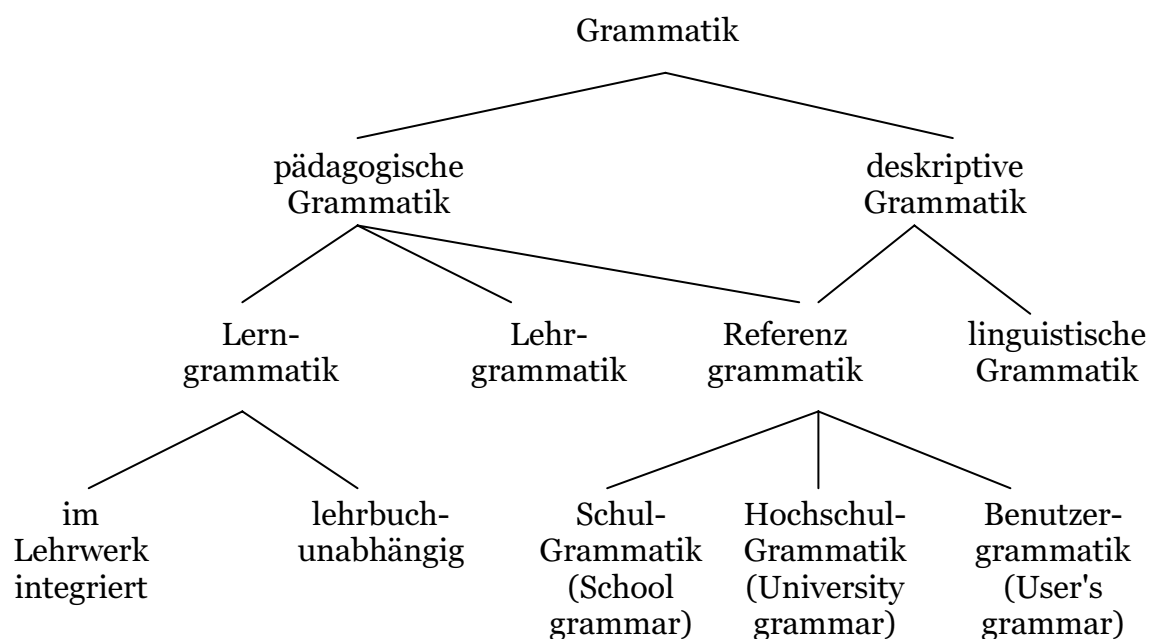 Grammatik
pädagogische
Grammatik
deskriptive
Grammatik
Lern-
grammatik
Lehr-
grammatik
Referenz
grammatik
linguistische
Grammatik
im
Lehrwerk
integriert
lehrbuch-
unabhängig
Schul-
Grammatik
(School
grammar)
Hochschul-
Grammatik
(University
grammar)
Benutzer-
grammatik
(User's
grammar)